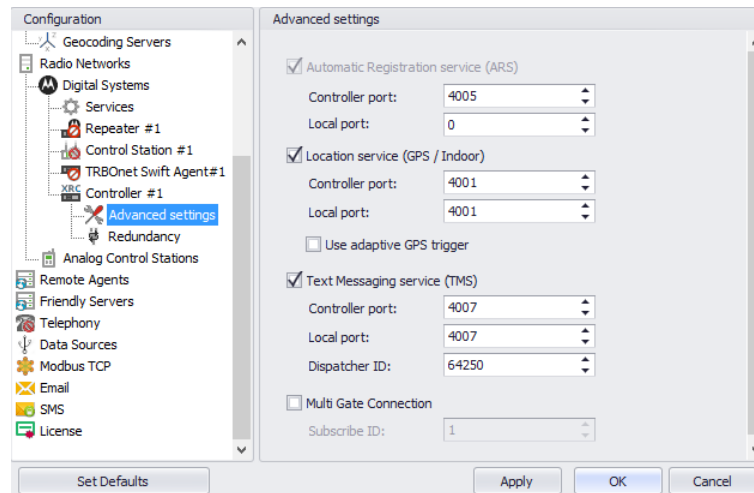 Configuration
Geocoding Servers
Radio Networks
Digital Systems
Services
Repeater #1
Control Station #1
TRBOnet Swift Agent#1
XRC Controller #1
Advanced settings
Redundancy
Analog Control Stations
Remote Agents
Friendly Servers
Telephony
Data Sources
Modbus TCP
Email
SMS
License
Set Defaults
Advanced settings
Automatic Registration service (ARS)
Controller port: 4005
Local port: 0
Location service (GPS / Indoor)
Controller port: 4001
Local port: 4001
Use adaptive GPS trigger
Text Messaging service (TMS)
Controller port: 4007
Local port: 4007
Dispatcher ID: 64250
Multi Gate Connection
Subscribe ID: 1
Apply OK Cancel